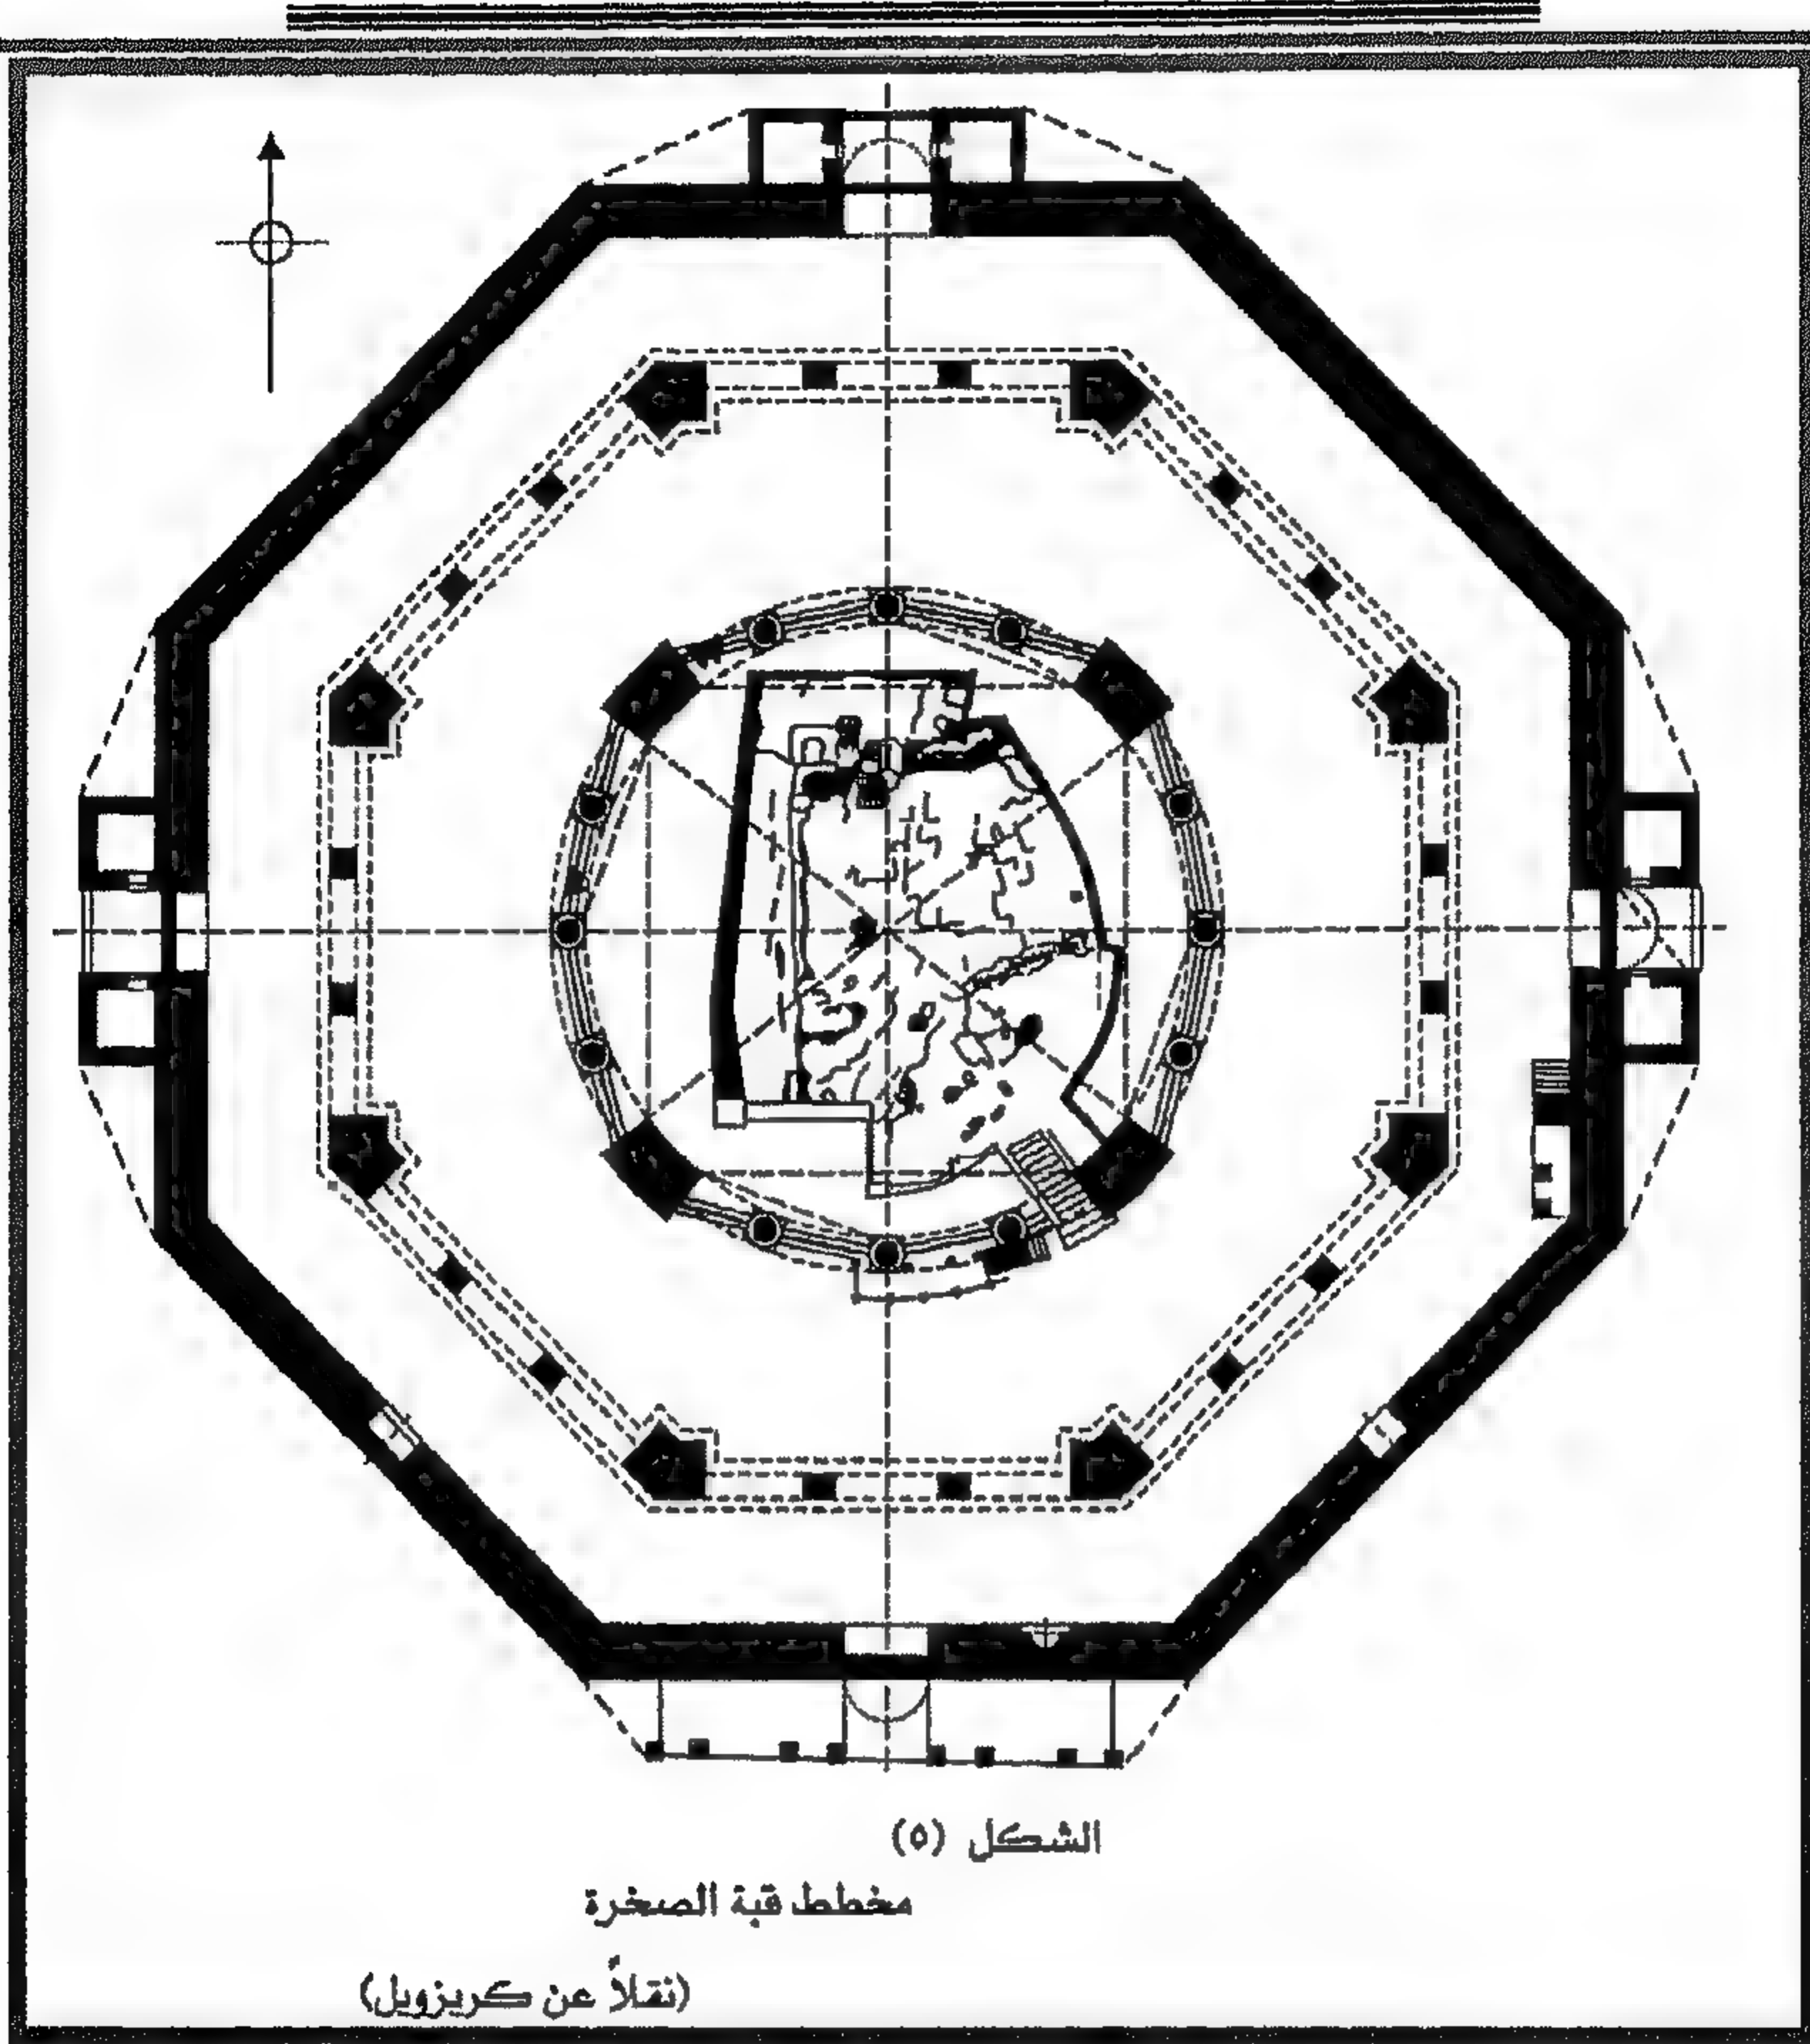 الشكل (٥)
مخطط قبة الصخرة
(نقلاً عن كريزويل)